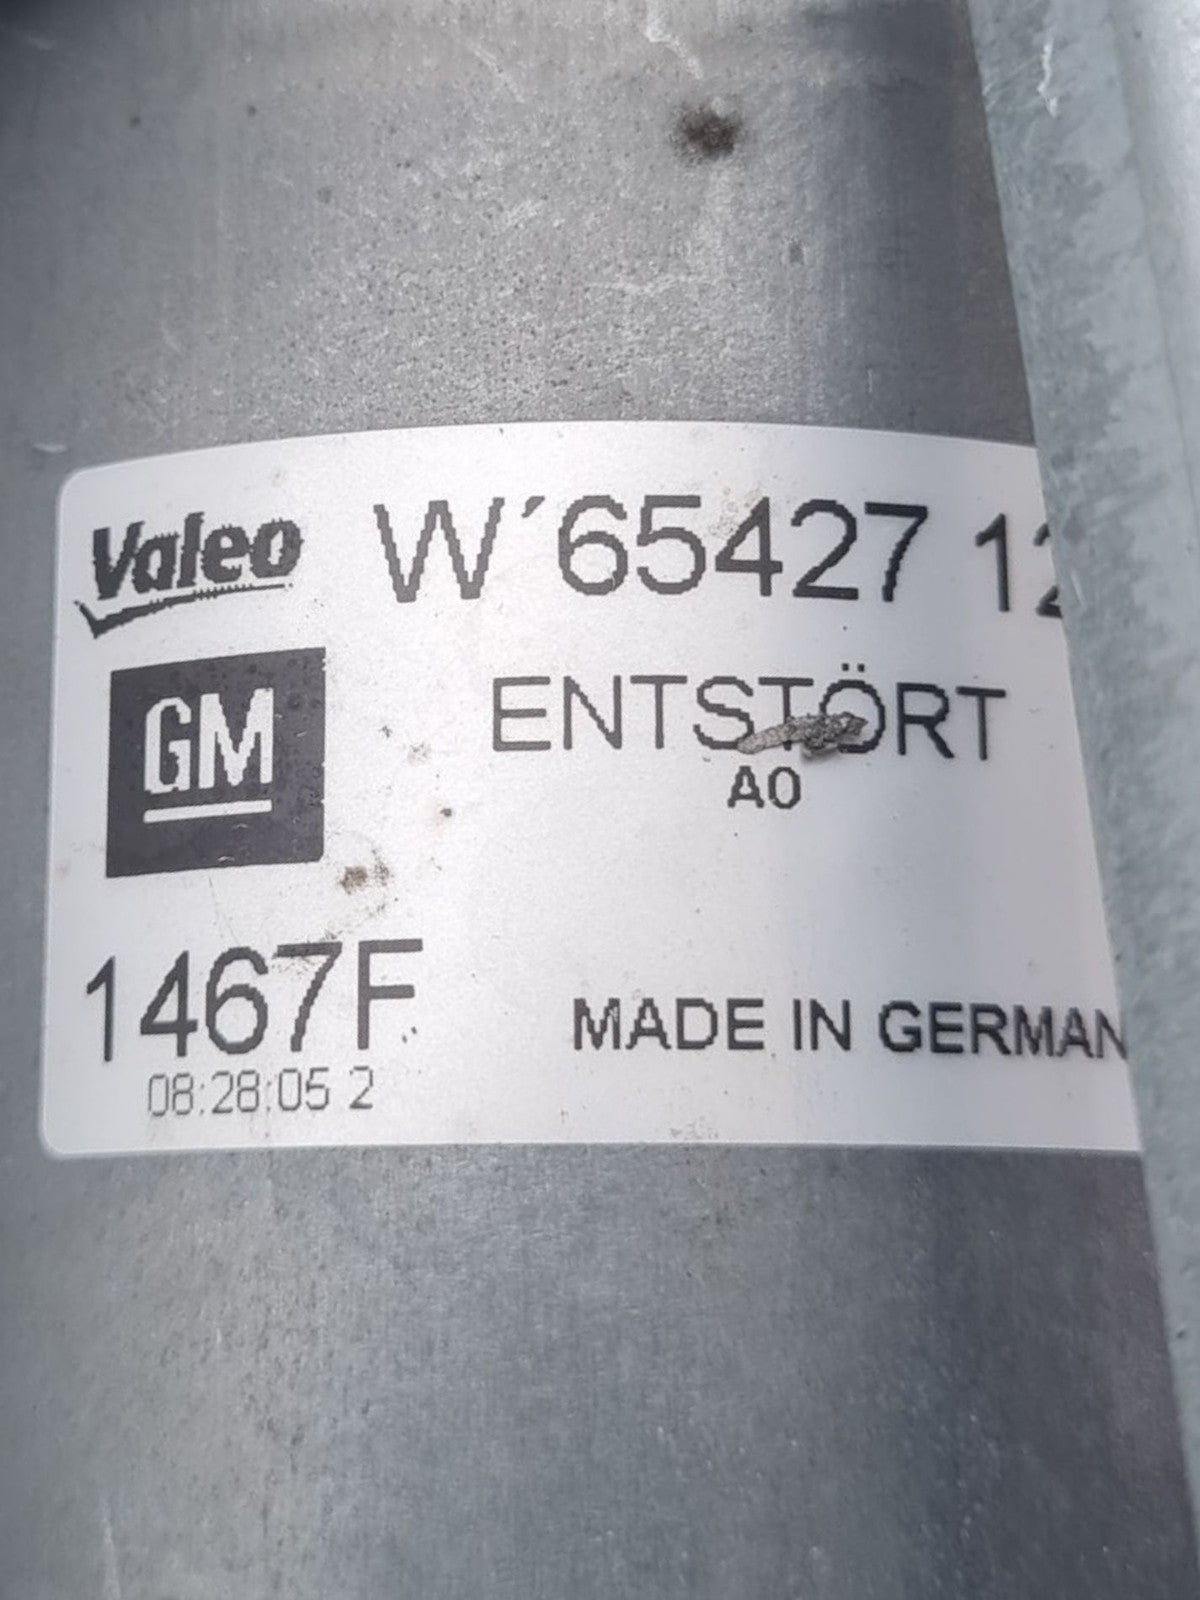 Valeo W´65427 12
GM ENTSTÖRT
A0
1467F
MADE IN GERMAN
08:28:05 2